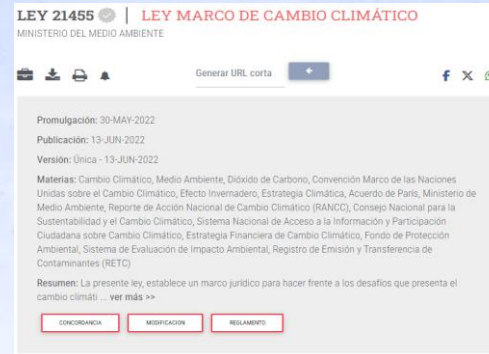 LEY 21455 | LEY MARCO DE CAMBIO CLIMÁTICO
MINISTERIO DEL MEDIO AMBIENTE
Generar URL corta
Promulgación: 30-MAY-2022
Publicación: 13-JUN-2022
Versión: Única - 13-JUN-2022
Materias: Cambio Climático, Medio Ambiente, Dióxido de Carbono, Convención Marco de las Naciones
Unidas sobre el Cambio Climático, Efecto Invernadero, Estrategia Climática, Acuerdo de París, Ministerio de
Medio Ambiente, Reporte de Acción Nacional de Cambio Climático (RANCC), Consejo Nacional para la
Sustentabilidad y el Cambio Climático, Sistema Nacional de Acceso a la Información y Participación
Ciudadana sobre Cambio Climático, Estrategia Financiera de Cambio Climático, Fondo de Protección
Ambiental, Sistema de Evaluación de Impacto Ambiental, Registro de Emisión y Transferencia de
Contaminantes (RETC)
Resumen: La presente ley, establece un marco jurídico para hacer frente a los desafíos que presenta el
cambio climáti ... ver más >>
CONCORDANCIA MODIFICACION REGLAMENTO